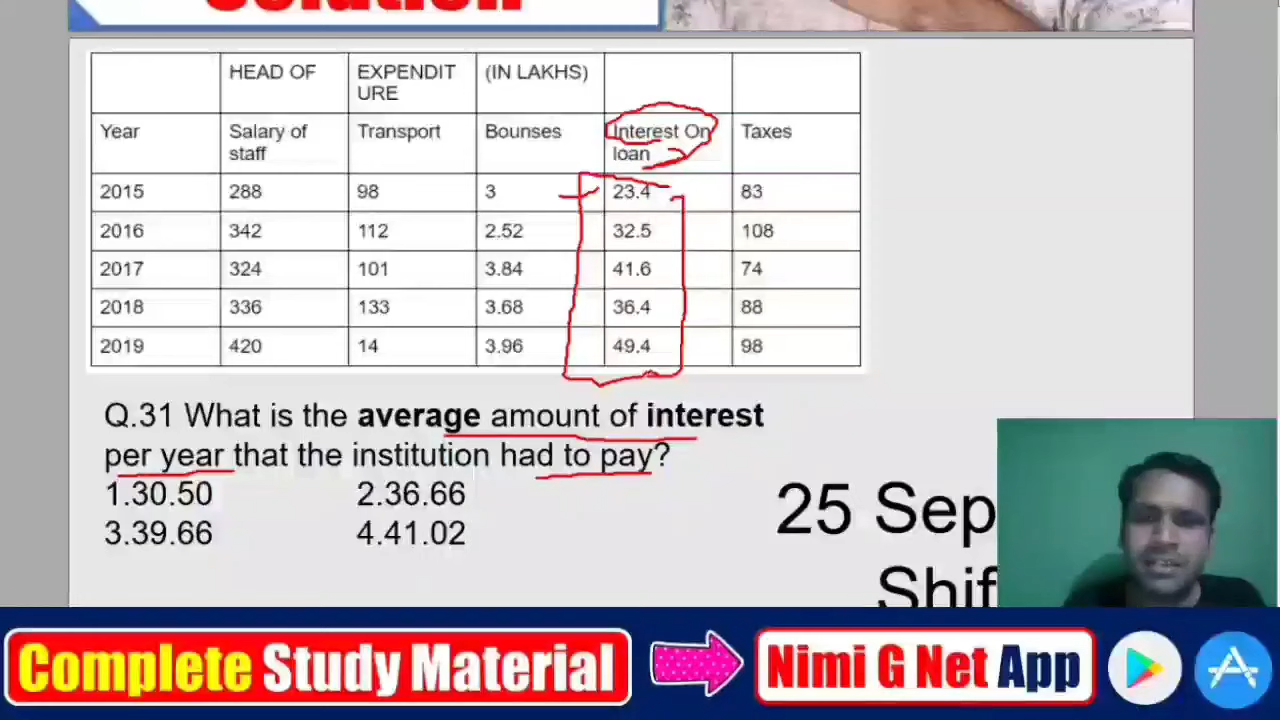 Solution
HEAD OF EXPENDIT (IN LAKHS)
URE
Year Salary of Transport Bounses Interest On Taxes
staff loan
2015 288 98 3 23.4 83
2016 342 112 2.52 32.5 108
2017 324 101 3.84 41.6 74
2018 336 133 3.68 36.4 88
2019 420 14 3.96 49.4 98
Q.31 What is the average amount of interest
per year that the institution had to pay?
1.30.50 2.36.66
3.39.66 4.41.02
25 Sep
Shif
Complete Study Material Nimi G Net App